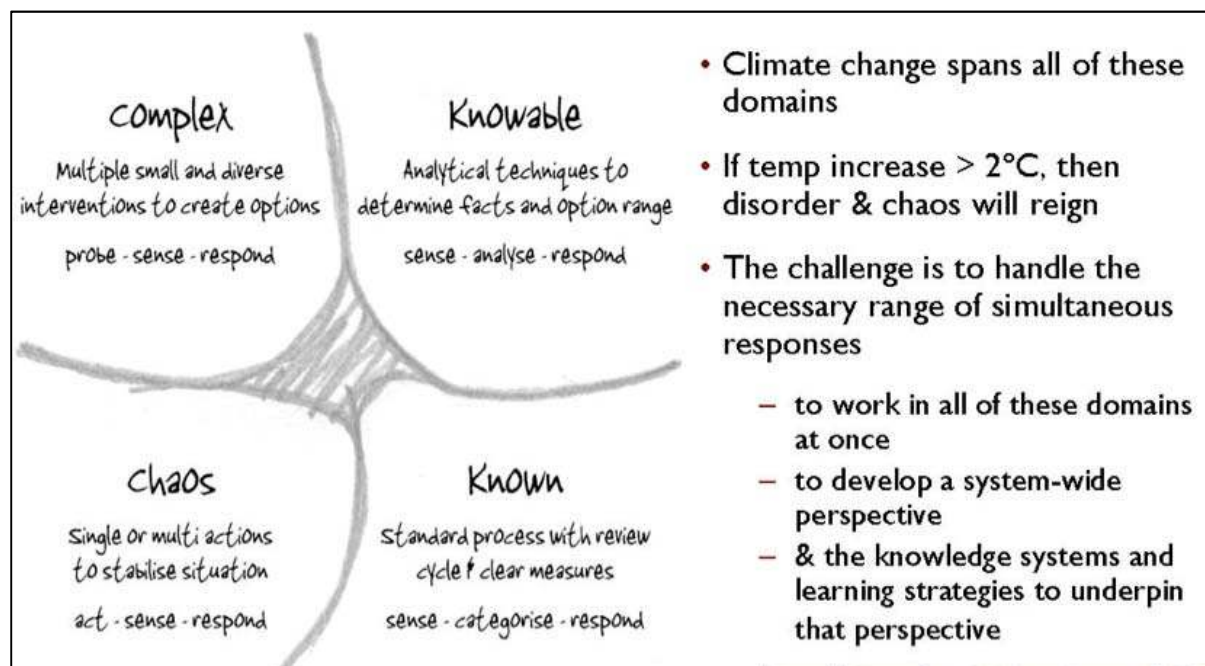 complex
Multiple small and diverse
interventions to create options
probe - sense - respond
Knowable
Analytical techniques to
determine facts and option range
sense - analyse - respond
Chaos
Single or multi actions
to stabilise situation
act - sense - respond
Known
Standard process with review
cycle & clear measures
sense - categorise - respond
• Climate change spans all of these
domains
• If temp increase > 2°C, then
disorder & chaos will reign
• The challenge is to handle the
necessary range of simultaneous
responses
– to work in all of these domains
at once
– to develop a system-wide
perspective
– & the knowledge systems and
learning strategies to underpin
that perspective